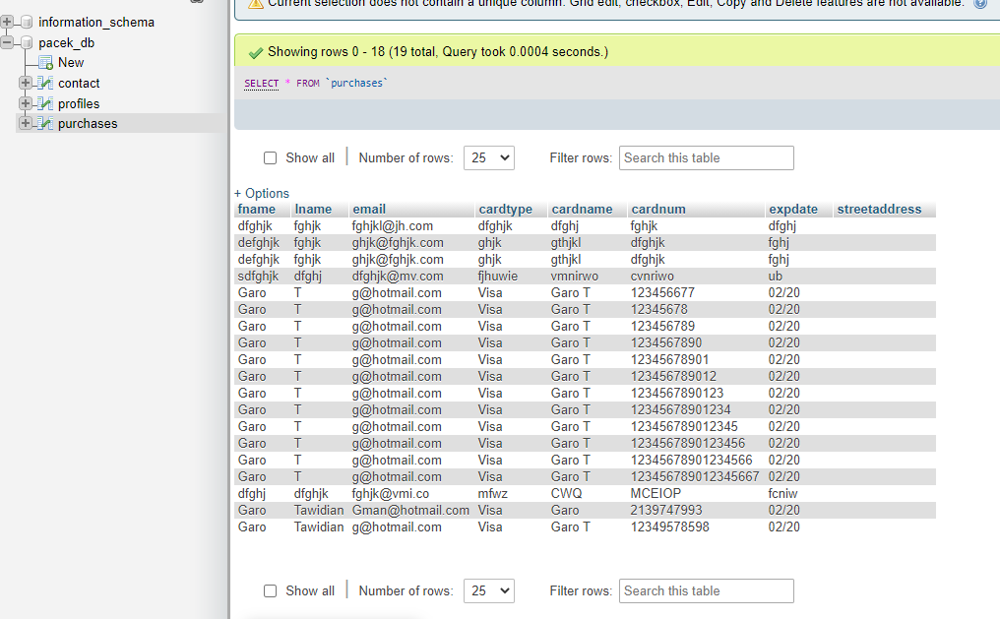 Current selection does not contain a unique column. Grid edit, checkbox, Edit, Copy and Delete features are not available.
information_schema
pacek_db
New
contact
profiles
purchases
Showing rows 0 - 18 (19 total, Query took 0.0004 seconds.)
SELECT * FROM `purchases`
Show all Number of rows: 25 Filter rows: Search this table
+ Options
fname lname email cardtype cardname cardnum expdate streetaddress
dfghjk fghjk fghjkl@jh.com dfghjk dfghj fghjk dfghj
defghjk fghjk ghjk@fghjk.com ghjk gthjkl dfghjk fghj
defghjk fghjk ghjk@fghjk.com ghjk gthjkl dfghjk fghj
sdfghjk dfghj dfghjk@mv.com fjhuwie vmnirwo cvnriwo ub
Garo T g@hotmail.com Visa Garo T 123456677 02/20
Garo T g@hotmail.com Visa Garo T 12345678 02/20
Garo T g@hotmail.com Visa Garo T 123456789 02/20
Garo T g@hotmail.com Visa Garo T 1234567890 02/20
Garo T g@hotmail.com Visa Garo T 12345678901 02/20
Garo T g@hotmail.com Visa Garo T 123456789012 02/20
Garo T g@hotmail.com Visa Garo T 1234567890123 02/20
Garo T g@hotmail.com Visa Garo T 12345678901234 02/20
Garo T g@hotmail.com Visa Garo T 123456789012345 02/20
Garo T g@hotmail.com Visa Garo T 1234567890123456 02/20
Garo T g@hotmail.com Visa Garo T 12345678901234566 02/20
Garo T g@hotmail.com Visa Garo T 123456789012345667 02/20
dfghj dfghjk fghjk@vmi.co mfwz CWQ MCEIOP fcniw
Garo Tawidian Gman@hotmail.com Visa Garo 2139747993 02/20
Garo Tawidian g@hotmail.com Visa Garo T 12349578598 02/20
Show all Number of rows: 25 Filter rows: Search this table